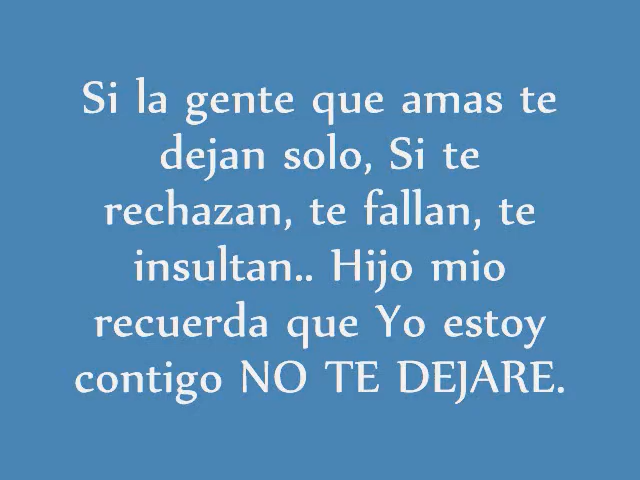 Si la gente que amas te
dejan solo, Si te
rechazan, te fallan, te
insultan.. Hijo mio
recuerda que Yo estoy
contigo NO TE DEJARE.